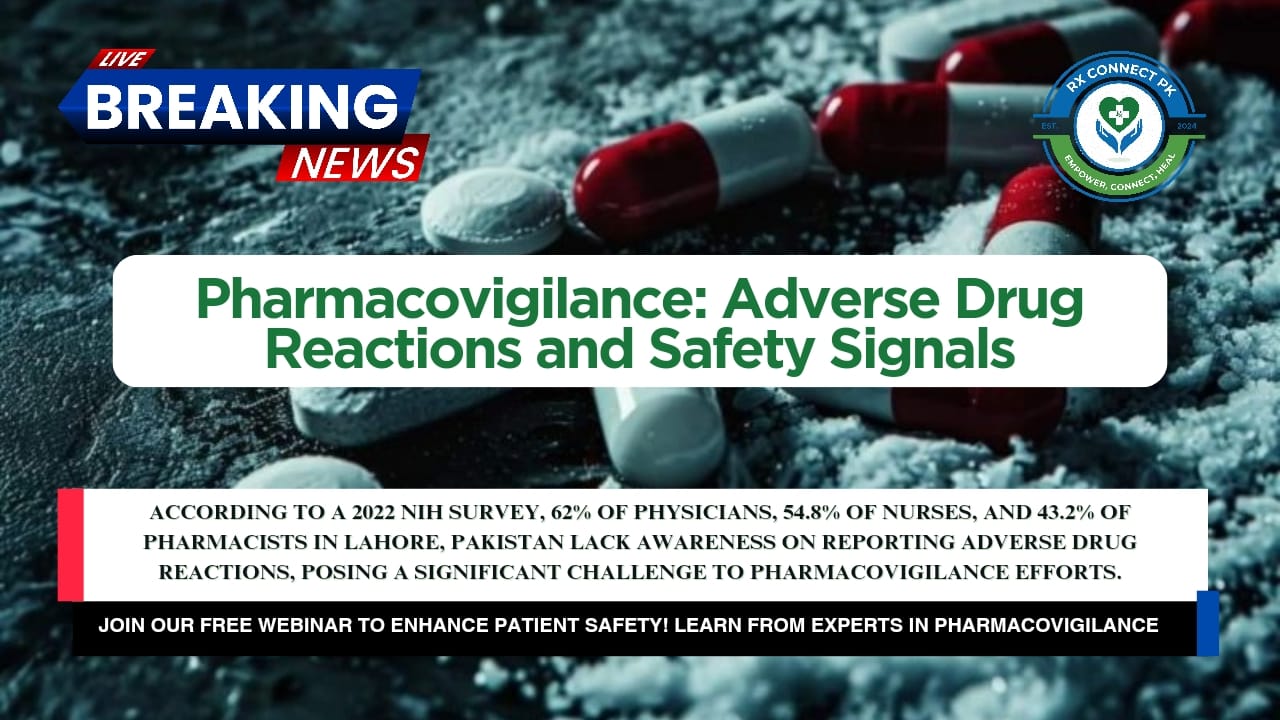 LIVE
BREAKING
NEWS
RX CONNECT PK
EST. 2024
EMPOWER, CONNECT, HEAL
Pharmacovigilance: Adverse Drug
Reactions and Safety Signals
ACCORDING TO A 2022 NIH SURVEY, 62% OF PHYSICIANS, 54.8% OF NURSES, AND 43.2% OF
PHARMACISTS IN LAHORE, PAKISTAN LACK AWARENESS ON REPORTING ADVERSE DRUG
REACTIONS, POSING A SIGNIFICANT CHALLENGE TO PHARMACOVIGILANCE EFFORTS.
JOIN OUR FREE WEBINAR TO ENHANCE PATIENT SAFETY! LEARN FROM EXPERTS IN PHARMACOVIGILANCE